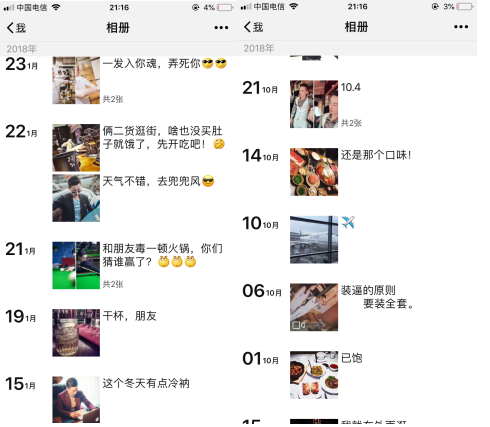 中国电信 21:16 4%
我 相册
2018年
23 1月 一发入你魂，弄死你😎😎
共2张
22 1月 俩二货逛街，啥也没买肚
子就饿了，先开吃吧！🤣
天气不错，去兜兜风😎
21 1月 和朋友毒一顿火锅，你们
猜谁赢了？🤣🤣🤣
共2张
19 1月 干杯，朋友
15 1月 这个冬天有点冷衲
中国电信 21:16 3%
我 相册
2018年
21 10月 10.4
共2张
14 10月 还是那个口味！
10 10月 ✈️
06 10月 装逼的原则
要装全套。
01 10月 已饱